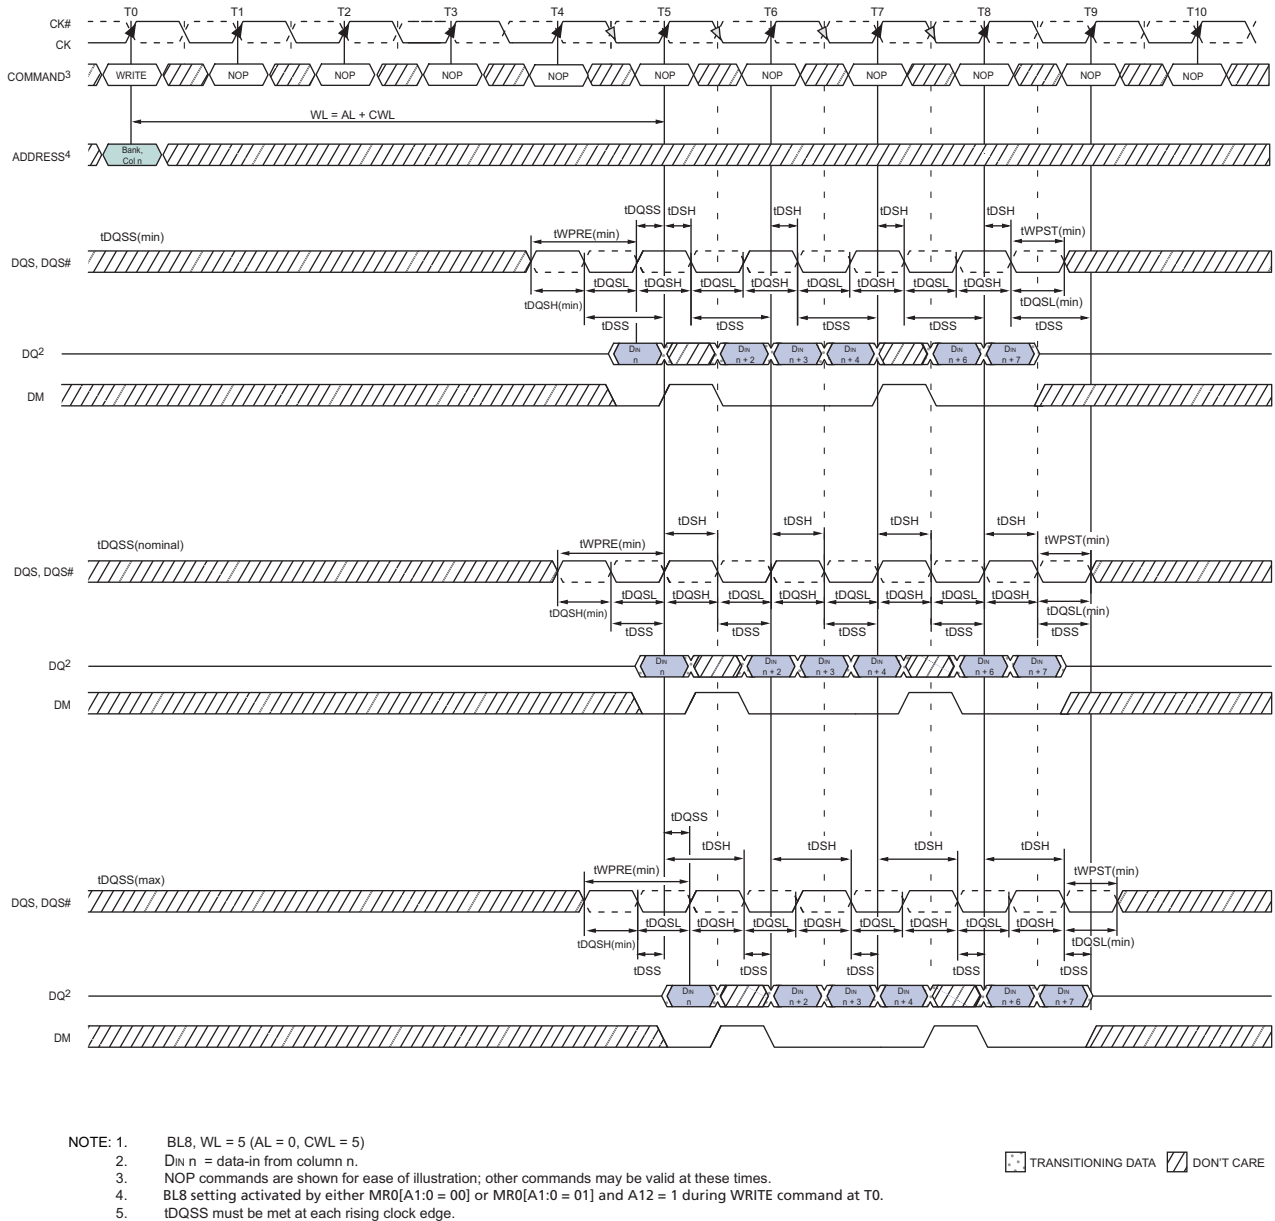 T0 T1 T2 T3 T4 T5 T6 T7 T8 T9 T10
CK#
CK
COMMAND3 WRITE NOP NOP NOP NOP NOP NOP NOP NOP NOP NOP
WL = AL + CWL
ADDRESS4 Bank, Col n
tDQSS tDSH tDSH tDSH tDSH
tDQSS(min) tWPRE(min) tWPST(min)
DQS, DQS#
tDQSL tDQSH tDQSL tDQSH tDQSL tDQSH tDQSL tDQSH
tDQSH(min) tDQSL(min)
tDSS tDSS tDSS tDSS tDSS
DQ2 DIN n DIN n + 2 DIN n + 3 DIN n + 4 DIN n + 6 DIN n + 7
DM
tDSH tDSH tDSH tDSH
tDQSS(nominal) tWPRE(min) tWPST(min)
DQS, DQS#
tDQSL tDQSH tDQSL tDQSH tDQSL tDQSH tDQSL tDQSH
tDQSH(min) tDQSL(min)
tDSS tDSS tDSS tDSS tDSS
DQ2 DIN n DIN n + 2 DIN n + 3 DIN n + 4 DIN n + 6 DIN n + 7
DM
tDQSS
tDSH tDSH tDSH tDSH
tDQSS(max) tWPRE(min) tWPST(min)
DQS, DQS#
tDQSL tDQSH tDQSL tDQSH tDQSL tDQSH tDQSL tDQSH
tDQSH(min) tDQSL(min)
tDSS tDSS tDSS tDSS tDSS
DQ2 DIN n DIN n + 2 DIN n + 3 DIN n + 4 DIN n + 6 DIN n + 7
DM
NOTE: 1. BL8, WL = 5 (AL = 0, CWL = 5)
2. DIN n = data-in from column n.
3. NOP commands are shown for ease of illustration; other commands may be valid at these times.
4. BL8 setting activated by either MR0[A1:0 = 00] or MR0[A1:0 = 01] and A12 = 1 during WRITE command at T0.
5. tDQSS must be met at each rising clock edge.
TRANSITIONING DATA DON'T CARE